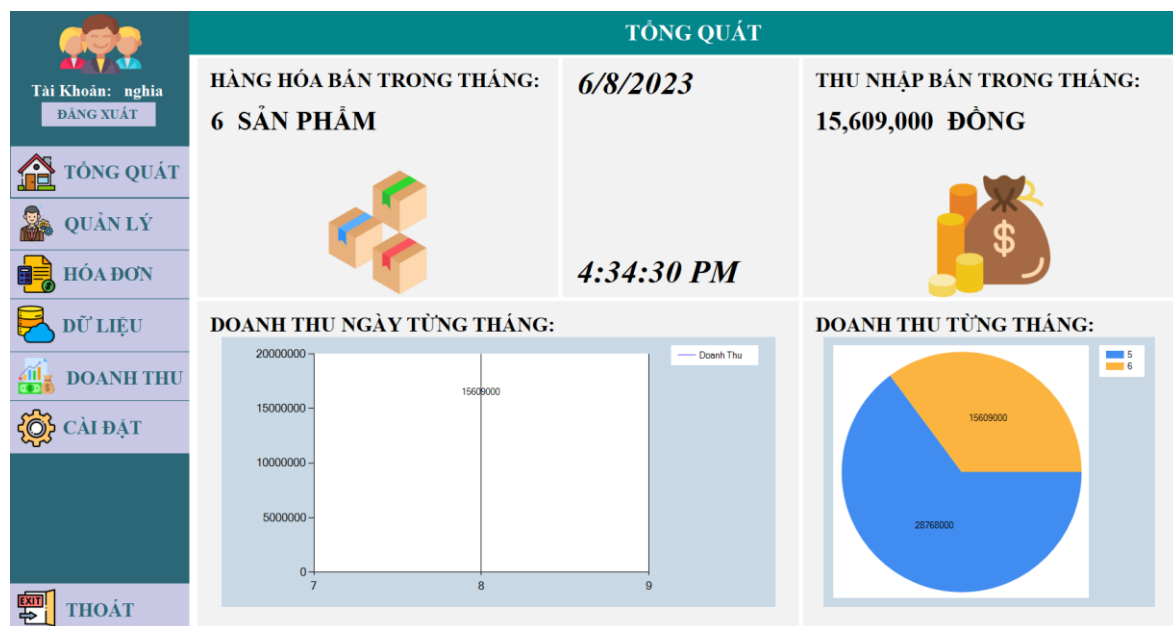 Tài Khoản: nghia
ĐĂNG XUẤT
TỔNG QUÁT
QUẢN LÝ
HÓA ĐƠN
DỮ LIỆU
DOANH THU
CÀI ĐẶT
EXIT
THOÁT
TỔNG QUÁT
HÀNG HÓA BÁN TRONG THÁNG:
6 SẢN PHẨM
6/8/2023
4:34:30 PM
THU NHẬP BÁN TRONG THÁNG:
15,609,000 ĐỒNG
$
DOANH THU NGÀY TỪNG THÁNG:
20000000
15000000
10000000
5000000
0
7
8
9
15609000
Doanh Thu
DOANH THU TỪNG THÁNG:
5
6
15609000
28768000